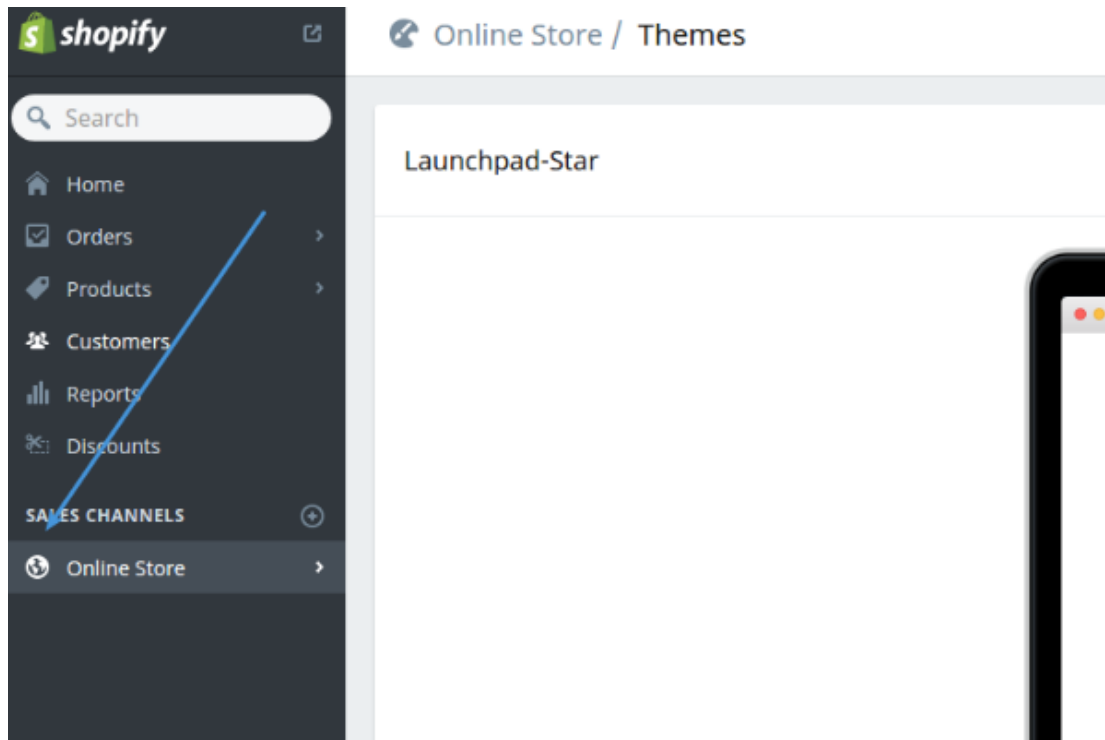 shopify
Online Store / Themes
Search
Launchpad-Star
Home
Orders
Products
Customers
Reports
Discounts
SALES CHANNELS
Online Store